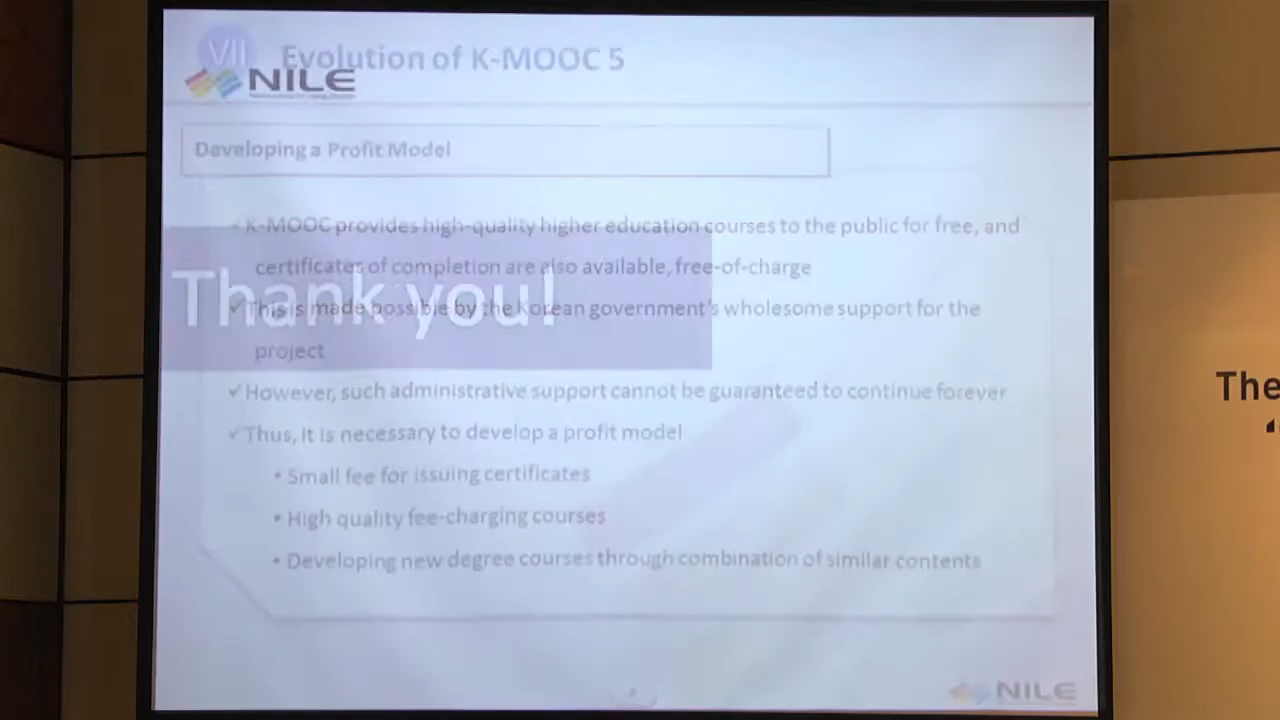 VII Evolution of K-MOOC 5
NILE
Developing a Profit Model
✓ K-MOOC provides high-quality higher education courses to the public for free, and
certificates of completion are also available, free-of-charge
Thank you!
✓ This is made possible by the Korean government's wholesome support for the
project
✓ However, such administrative support cannot be guaranteed to continue forever
✓ Thus, it is necessary to develop a profit model
• Small fee for issuing certificates
• High quality fee-charging courses
• Developing new degree courses through combination of similar contents
NILE
The